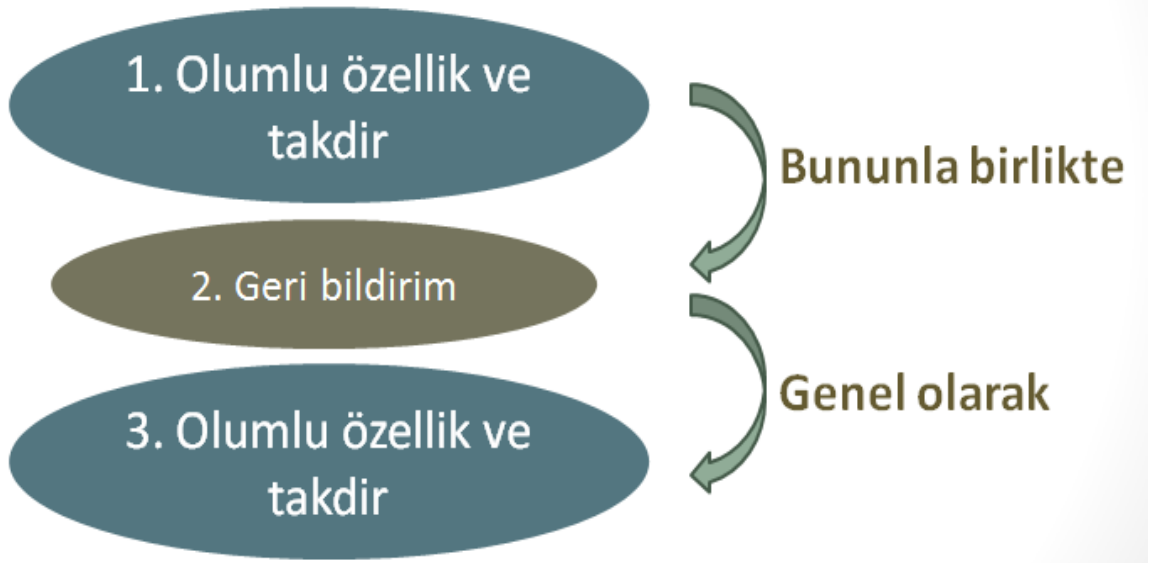 1. Olumlu özellik ve
takdir
Bununla birlikte
2. Geri bildirim
Genel olarak
3. Olumlu özellik ve
takdir